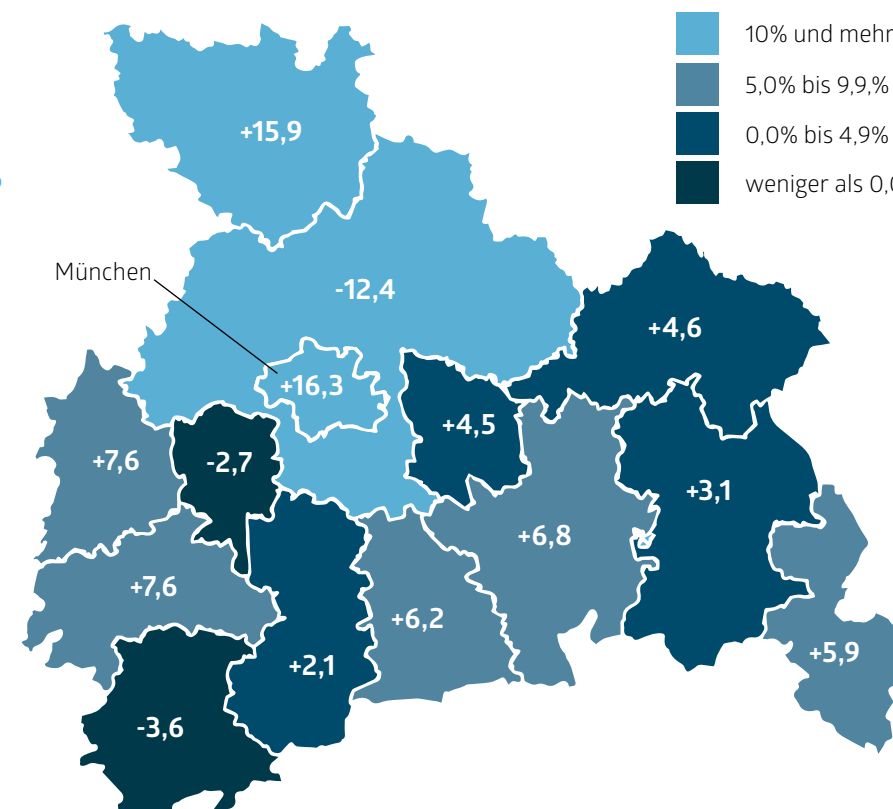 10% und mehr
5,0% bis 9,9,%
0,0% bis 4,9%
weniger als
+15,9
München
-12,4
+4,6
+16,3
+4,5
+7,6
-2,7
+3,1
+6,8
+7,6
+6,2
+2,1
+5,9
-3,6